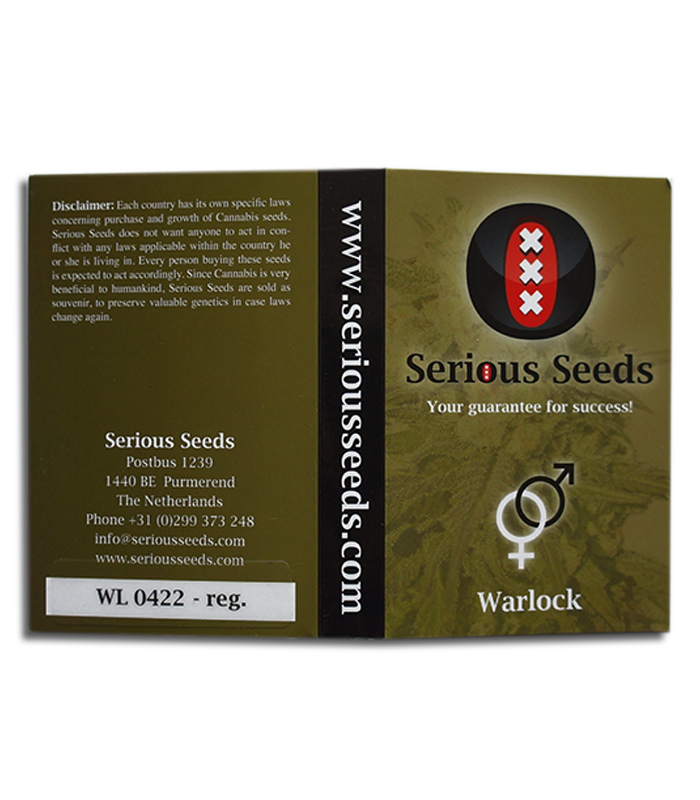 Disclaimer: Each country has its own specific laws
concerning purchase and growth of Cannabis seeds.
Serious Seeds does not want anyone to act in con-
flict with any laws applicable within the country he
or she is living in. Every person buying these seeds
is expected to act accordingly. Since Cannabis is very
beneficial to humankind, Serious Seeds are sold as
souvenir, to preserve valuable genetics in case laws
change again.
Serious Seeds
Postbus 1239
1440 BE Purmerend
The Netherlands
Phone +31 (0)299 373 248
info@seriousseeds.com
www.seriousseeds.com
WL 0422 - reg.
www.seriousseeds.com
Serious Seeds
Your guarantee for success!
Warlock